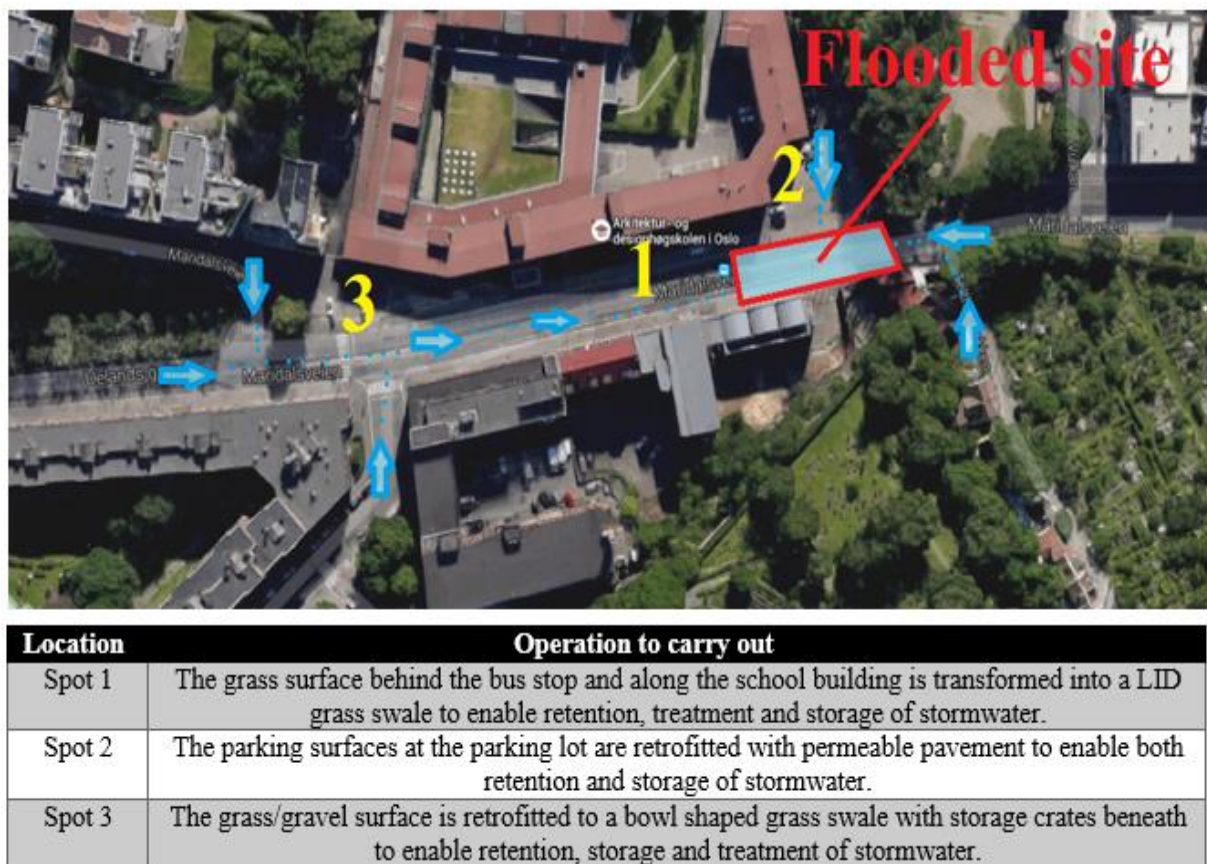 Flooded site
2
Arkitektur- og
designhøgskolen i Oslo
Maridalsveien
1
3
Maridalsveien
Location Operation to carry out
Spot 1 The grass surface behind the bus stop and along the school building is transformed into a LID
grass swale to enable retention, treatment and storage of stormwater.
Spot 2 The parking surfaces at the parking lot are retrofitted with permeable pavement to enable both
retention and storage of stormwater.
Spot 3 The grass/gravel surface is retrofitted to a bowl shaped grass swale with storage crates beneath
to enable retention, storage and treatment of stormwater.